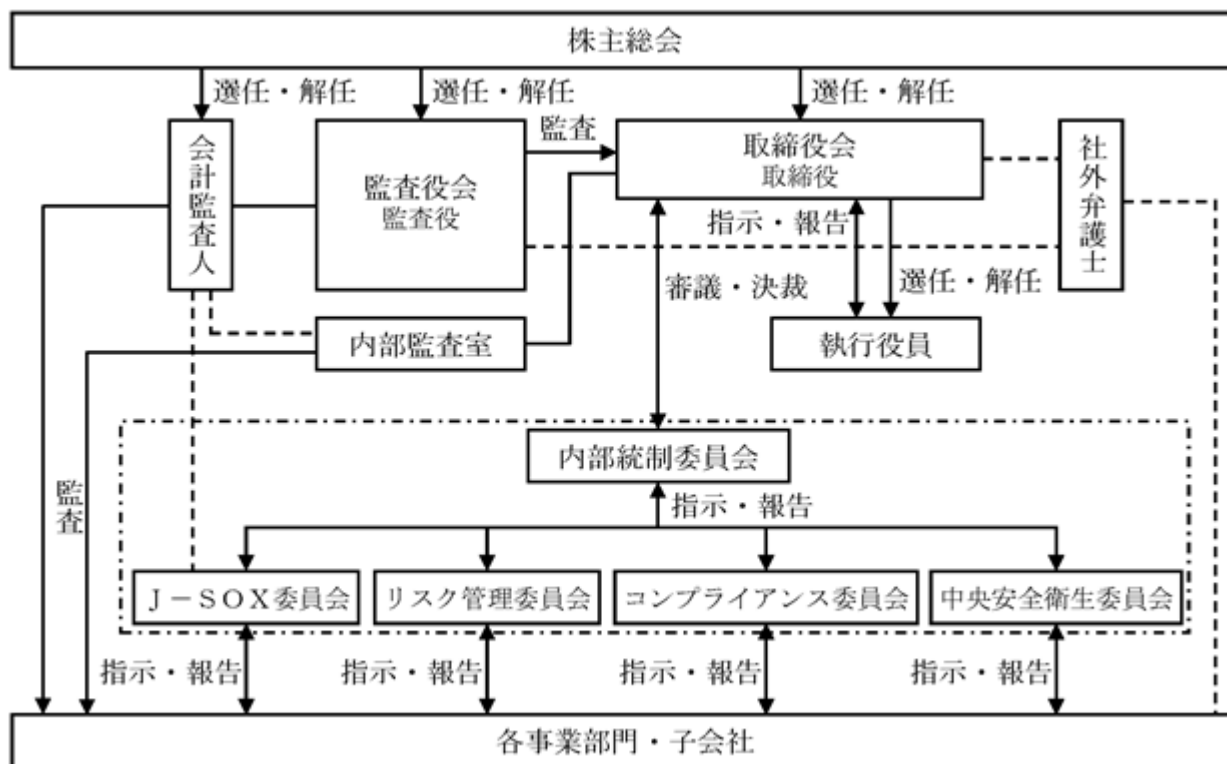 株主総会
選任・解任
選任・解任
選任・解任
会計監査人
監査役会
監査役
監査
取締役会
取締役
社外弁護士
指示・報告
選任・解任
審議・決裁
内部監査室
執行役員
内部統制委員会
監査
指示・報告
J-SOX委員会
リスク管理委員会
コンプライアンス委員会
中央安全衛生委員会
指示・報告
指示・報告
指示・報告
指示・報告
各事業部門・子会社